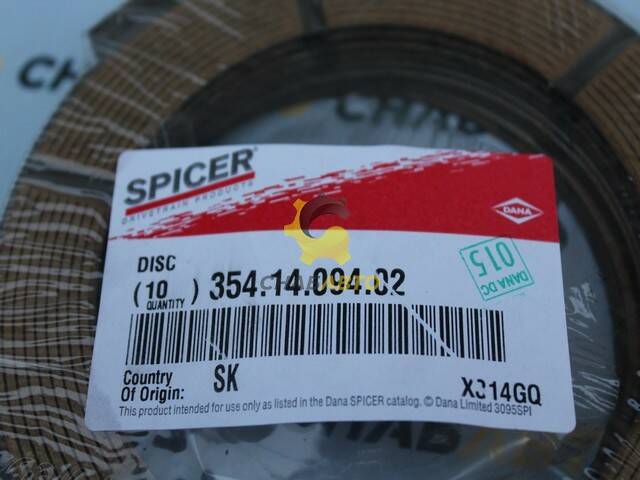 SPICER®
DRIVETRAIN PRODUCTS
DANA
DISC
(10) 354.14.094.02
QUANTITY
DANA DC
015
СНАБАВТО
Country
Of Origin:
SK
X314GQ
This product intended for use only as listed in the Dana SPICER catalog. © Dana Limited 3095SPI